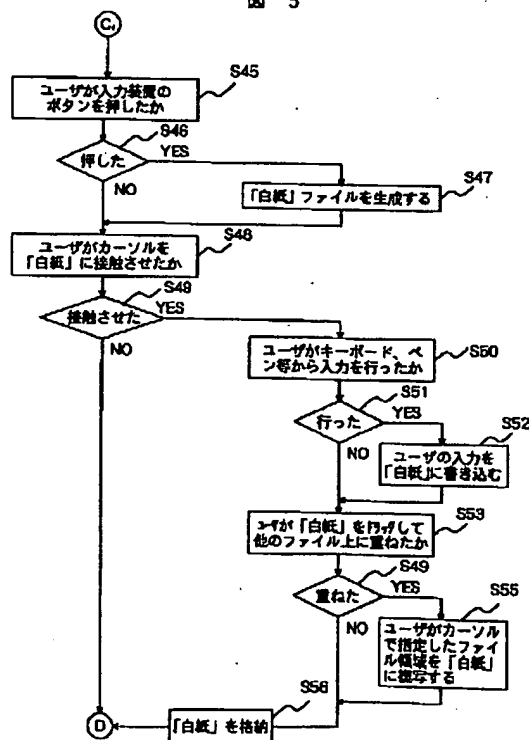 図 5
C₄
S45
ユーザが入力装置の
ボタンを押したか
S46
押した
YES
NO
S47
「白紙」ファイルを生成する
S48
ユーザがカーソルを
「白紙」に接触させたか
S49
接触させた
YES
NO
ユーザがキーボード、ペ
ン等から入力を行ったか
S50
S51
行った
YES
NO
S52
ユーザの入力を
「白紙」に書き込む
S53
ユーザが「白紙」をドラッグして
他のファイル上に重ねたか
S49
重ねた
YES
NO
S55
ユーザがカーソル
で指定したファイ
ル領域を「白紙」
に複写する
S56
「白紙」を格納
D